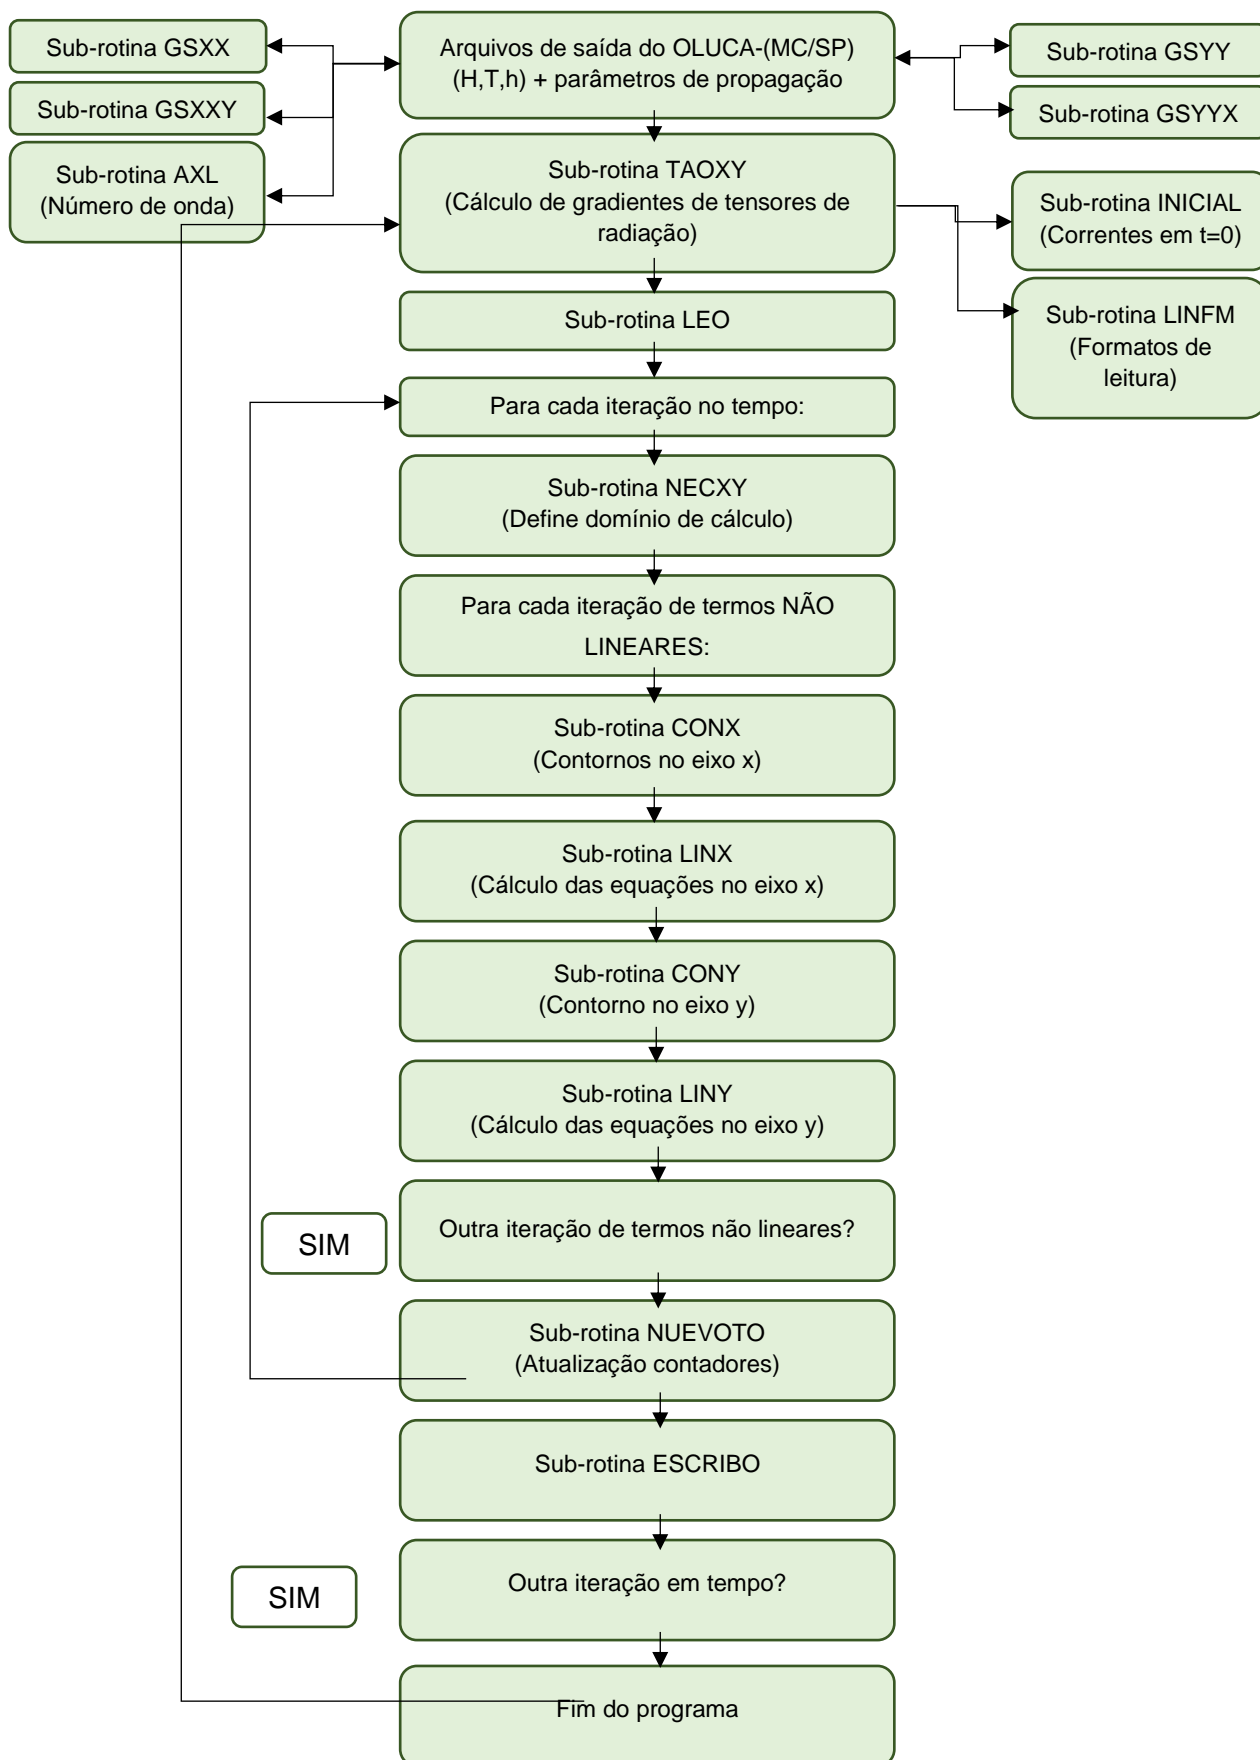 Sub-rotina GSXX
Sub-rotina GSXXY
Sub-rotina AXL
(Número de onda)
Arquivos de saída do OLUCA-(MC/SP)
(H,T,h) + parâmetros de propagação
Sub-rotina GSYY
Sub-rotina GSYYX
Sub-rotina TAOXY
(Cálculo de gradientes de tensores de
radiação)
Sub-rotina INICIAL
(Correntes em t=0)
Sub-rotina LINFM
(Formatos de
leitura)
Sub-rotina LEO
Para cada iteração no tempo:
Sub-rotina NECXY
(Define domínio de cálculo)
Para cada iteração de termos NÃO
LINEARES:
Sub-rotina CONX
(Contornos no eixo x)
Sub-rotina LINX
(Cálculo das equações no eixo x)
Sub-rotina CONY
(Contorno no eixo y)
Sub-rotina LINY
(Cálculo das equações no eixo y)
Outra iteração de termos não lineares?
SIM
Sub-rotina NUEVOTO
(Atualização contadores)
Sub-rotina ESCRIBO
Outra iteração em tempo?
SIM
Fim do programa